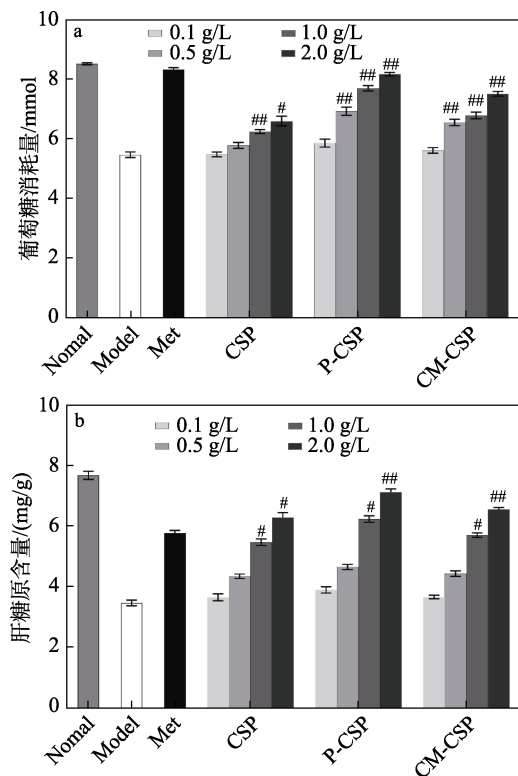 a
0.1 g/L 1.0 g/L
0.5 g/L 2.0 g/L
10
8
6
4
2
0
葡萄糖消耗量/mmol
## #
## ## ##
## ## ##
Nomal Model Met CSP P-CSP CM-CSP
b
0.1 g/L 1.0 g/L
0.5 g/L 2.0 g/L
10
8
6
4
2
0
肝糖原含量/(mg/g)
# #
# ##
# ##
Nomal Model Met CSP P-CSP CM-CSP